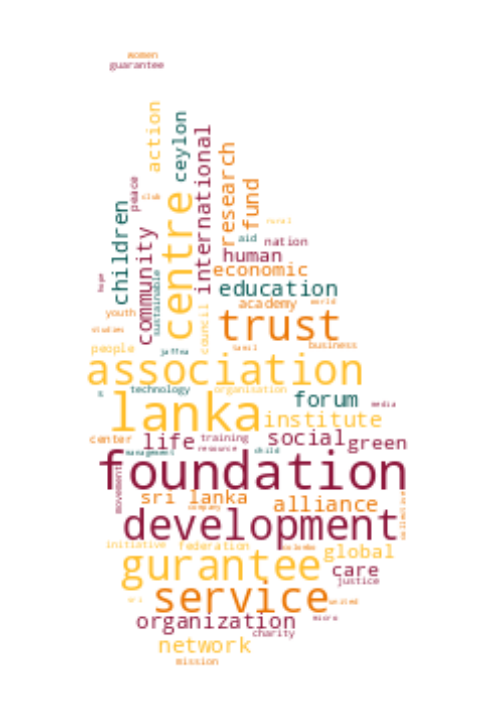 women
guarantee
action
ceylon
international
research
fund
peace
club
centre
children
community
rural
aid
nation
human
economic
education
hope
sustainable
academy
world
youth
council
trust
studies
people
jaffna
tamil
business
association
s
technology
organisation
lanka
forum
media
institute
center
life
training
social
green
resource
management
child
foundation
movement
sri lanka
alliance
company
collective
development
initiative
federation
colombo
global
gurantee
care
justice
service
sri
united
organization
micro
charity
network
mission